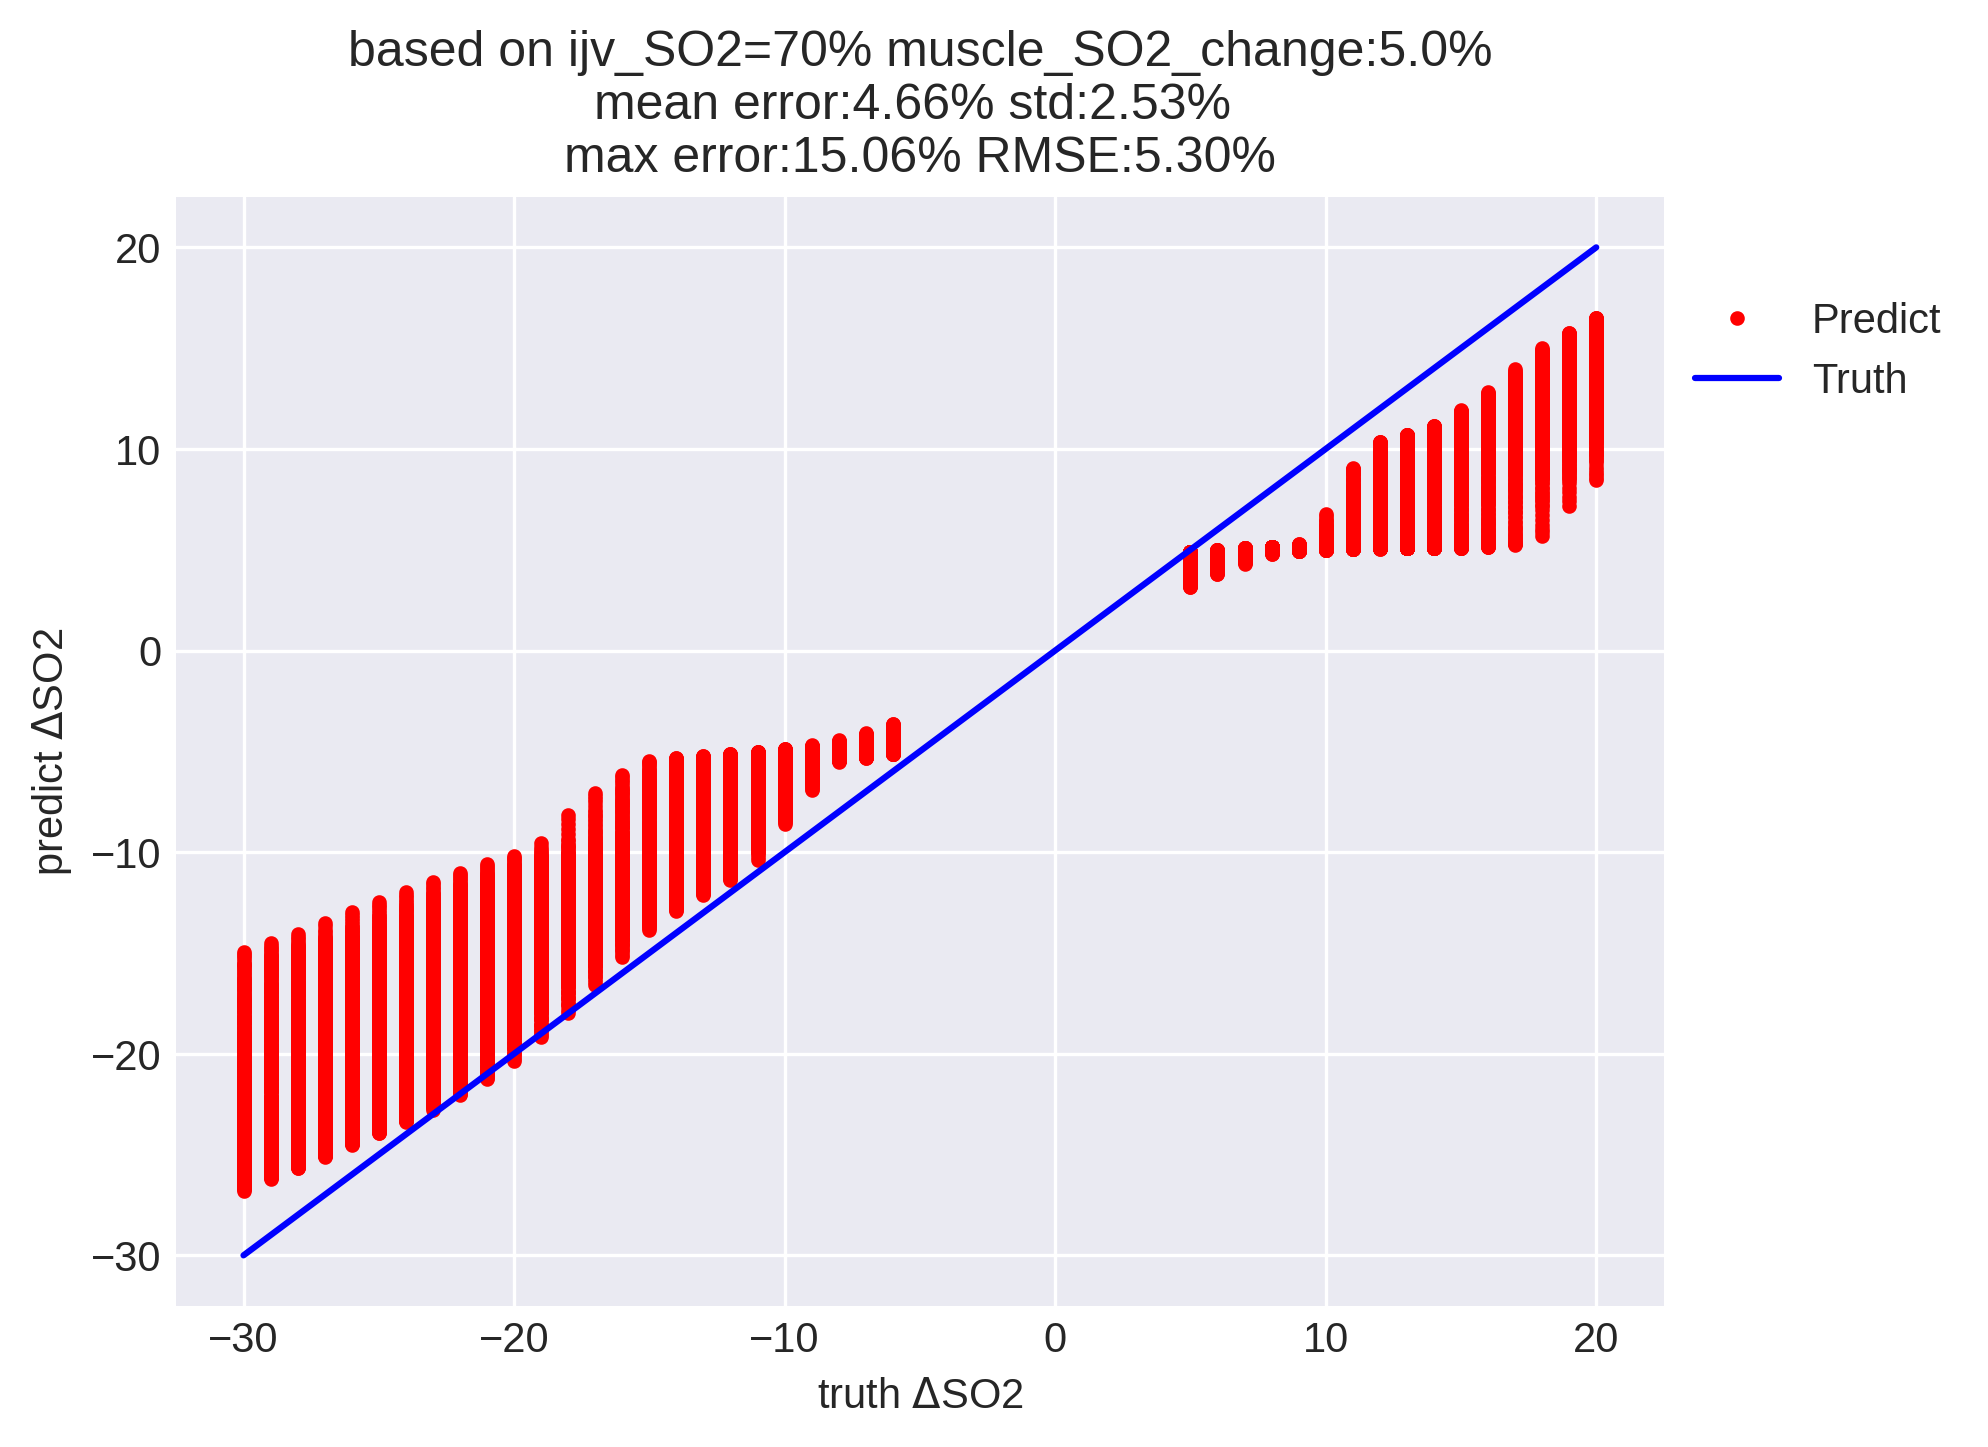 based on ijv_SO2=70% muscle_SO2_change:5.0%
mean error:4.66% std:2.53%
max error:15.06% RMSE:5.30%
20
10
0
−10
−20
−30
predict ΔSO2
−30
−20
−10
0
10
20
truth ΔSO2
Predict
Truth